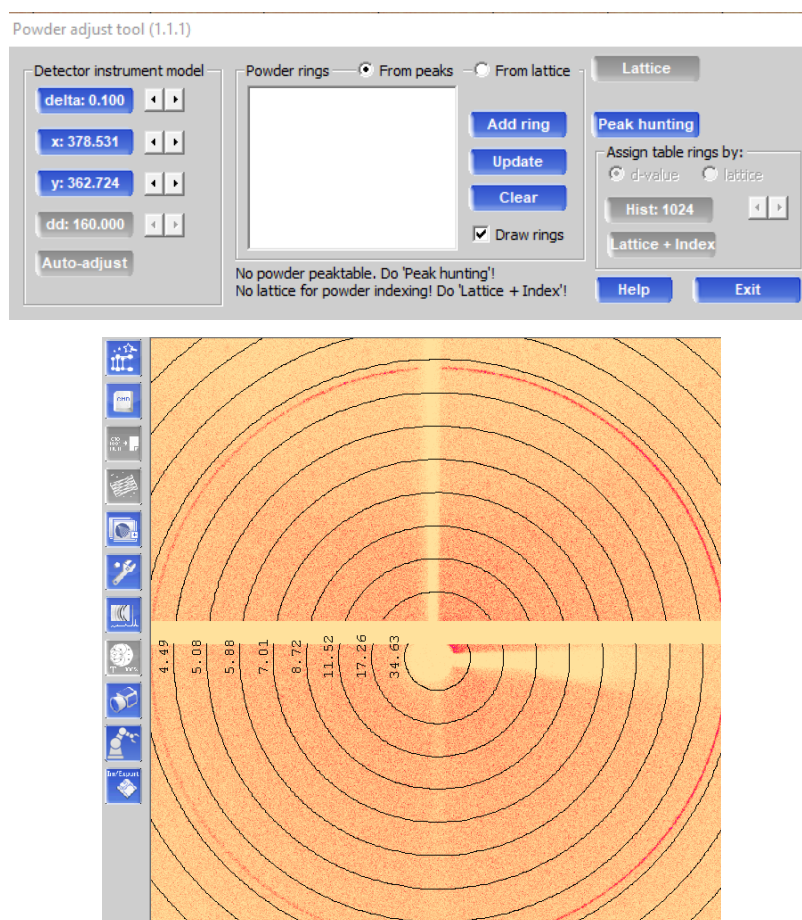 Powder adjust tool (1.1.1)
Detector instrument model
delta: 0.100
x: 378.531
y: 362.724
dd: 160.000
Auto-adjust
Powder rings
From peaks
From lattice
Add ring
Update
Clear
Draw rings
No powder peaktable. Do 'Peak hunting'!
No lattice for powder indexing! Do 'Lattice + Index'!
Lattice
Peak hunting
Assign table rings by:
d-value
lattice
Hist: 1024
Lattice + Index
Help
Exit
CMD
Im/Export
4.49
5.08
5.88
7.01
8.72
11.52
17.26
34.63